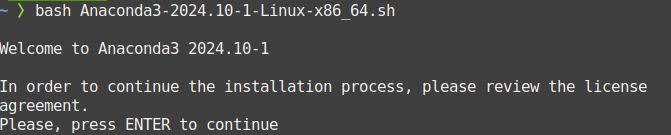 ~ ❯ bash Anaconda3-2024.10-1-Linux-x86_64.sh
Welcome to Anaconda3 2024.10-1
In order to continue the installation process, please review the license
agreement.
Please, press ENTER to continue